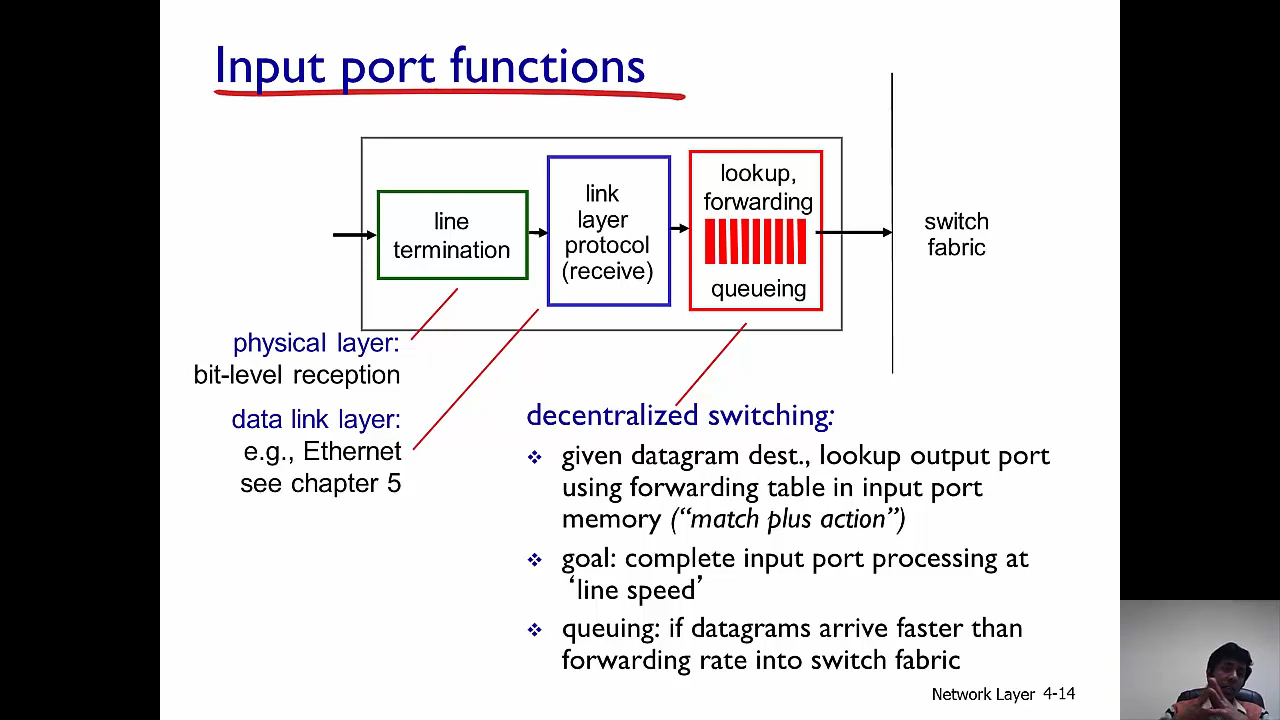 Input port functions
line
termination
link
layer
protocol
(receive)
lookup,
forwarding
queueing
switch
fabric
physical layer:
bit-level reception
data link layer:
e.g., Ethernet
see chapter 5
decentralized switching:
❖ given datagram dest., lookup output port
using forwarding table in input port
memory (“match plus action”)
❖ goal: complete input port processing at
‘line speed’
❖ queuing: if datagrams arrive faster than
forwarding rate into switch fabric
Network Layer 4-14